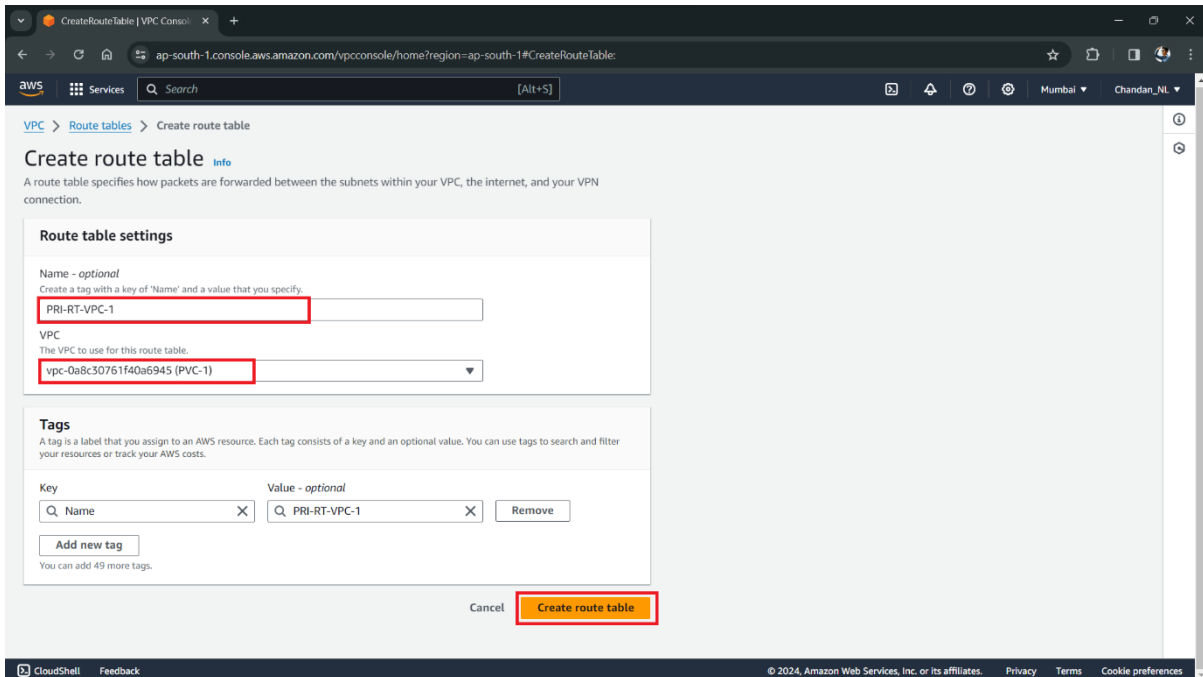 CreateRouteTable | VPC Consol
ap-south-1.console.aws.amazon.com/vpcconsole/home?region=ap-south-1#CreateRouteTable:
aws Services Search [Alt+S] Mumbai Chandan_NL
VPC > Route tables > Create route table
Create route table Info
A route table specifies how packets are forwarded between the subnets within your VPC, the internet, and your VPN
connection.
Route table settings
Name - optional
Create a tag with a key of 'Name' and a value that you specify.
PRI-RT-VPC-1
VPC
The VPC to use for this route table.
vpc-0a8c30761f40a6945 (PVC-1)
Tags
A tag is a label that you assign to an AWS resource. Each tag consists of a key and an optional value. You can use tags to search and filter
your resources or track your AWS costs.
Key Value - optional
Name PRI-RT-VPC-1 Remove
Add new tag
You can add 49 more tags.
Cancel Create route table
CloudShell Feedback © 2024, Amazon Web Services, Inc. or its affiliates. Privacy Terms Cookie preferences